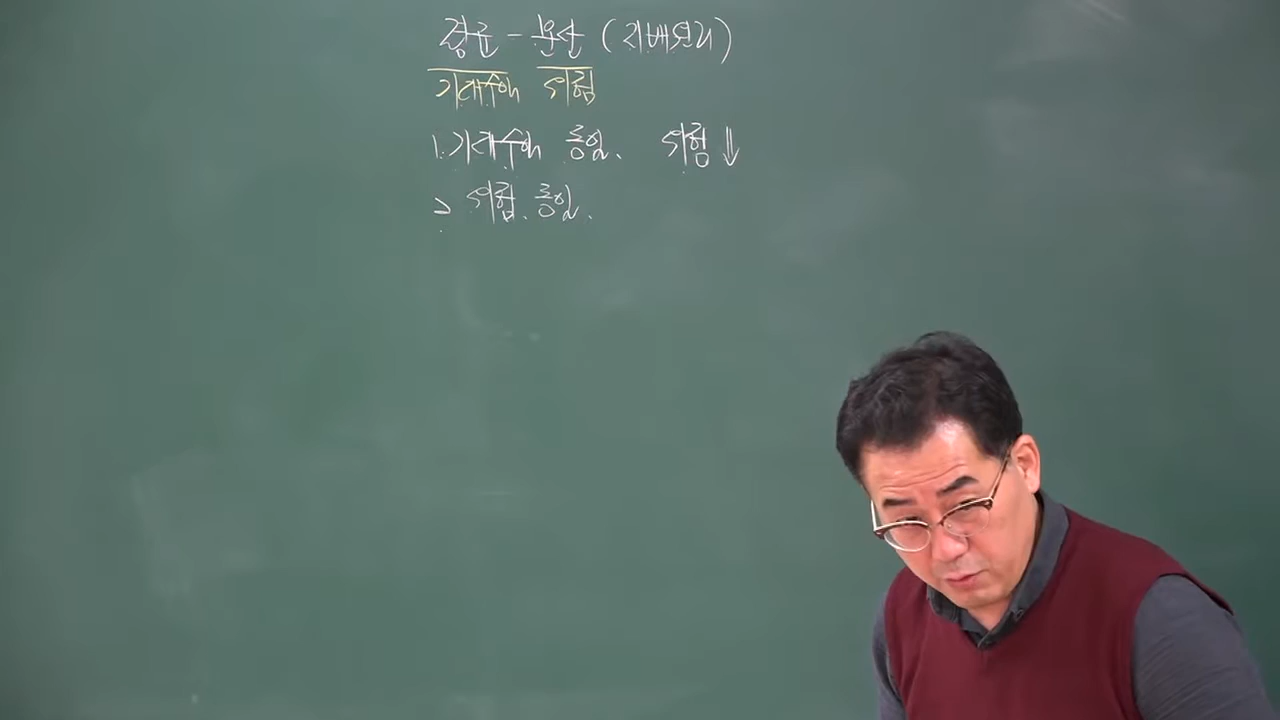 평균 - 분산 (지배원리)
기대수익 위험
1. 기대수익 동일. 위험 ⇓
2. 위험. 동일.